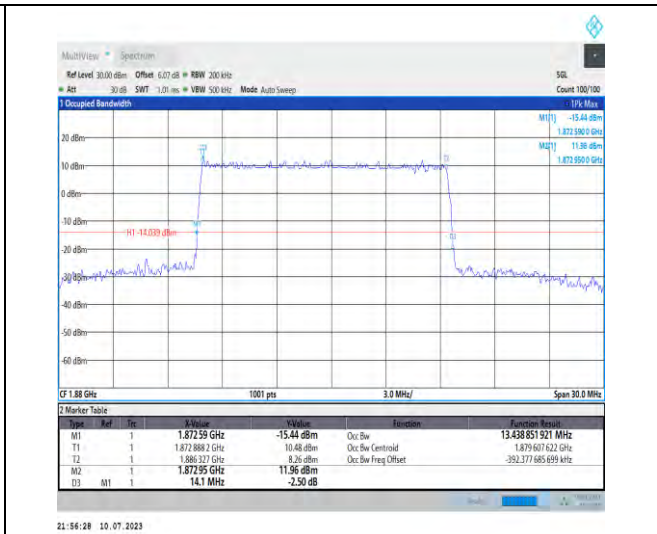 MultiView Spectrum
Ref Level 30.00 dBm Offset 6.07 dB RBW 200 kHz SGL
Att 30 dB SWT 1.01 ms VBW 500 kHz Mode Auto Sweep Count 100/100
1 Occupied Bandwidth 1Pk Max
M1[1] -15.44 dBm
1.872 590 0 GHz
20 dBm
11.96 dBm
1.872 950 0 GHz
T2
10 dBm
0 dBm
-10 dBm
M1
H1 -14.039 dBm
-20 dBm
-30 dBm
-40 dBm
-50 dBm
-60 dBm
CF 1.88 GHz 1001 pts 3.0 MHz/ Span 30.0 MHz
2 Marker Table
Type Ref Trc X-Value Y-Value Function Function Result
M1 1 1.872 59 GHz -15.44 dBm Occ Bw 13.438 851 921 MHz
T1 1 1.872 888 2 GHz 10.48 dBm Occ Bw Centroid 1.879 607 622 GHz
T2 1 1.886 327 GHz 8.26 dBm Occ Bw Freq Offset -392.377 685 699 kHz
M2 1 1.872 95 GHz 11.96 dBm
D3 M1 1 14.1 MHz -2.50 dB
21:56:28 10.07.2023